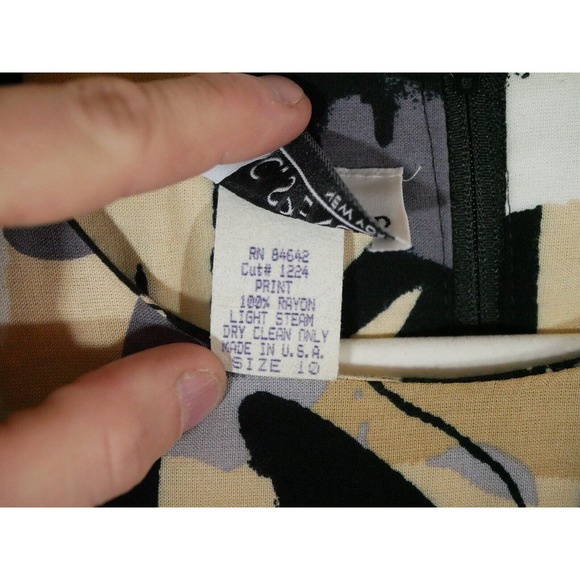 RN 84642
Cut# 1224
PRINT
100% RAYON
LIGHT STEAM
DRY CLEAN ONLY
MADE IN U.S.A.
SIZE 10